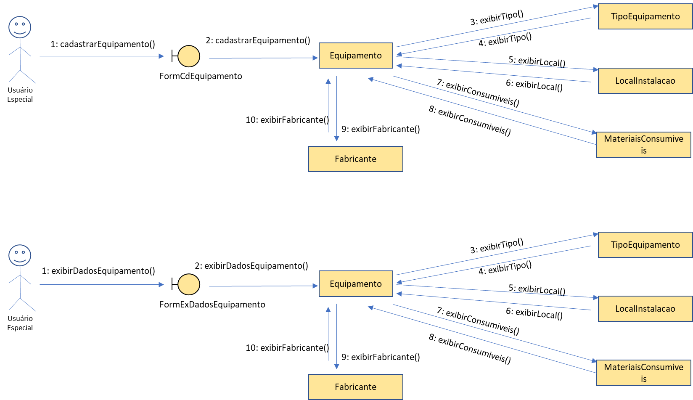 3: exibirTipo()
TipoEquipamento
4: exibirTipo()
1: cadastrarEquipamento()
2: cadastrarEquipamento()
Equipamento
5: exibirLocal()
LocalInstalacao
6: exibirLocal()
FormCdEquipamento
7: exibirConsumiveis()
8: exibirConsumiveis()
Usuário
Especial
10: exibirFabricante()
9: exibirFabricante()
MateriaisConsumive
is
Fabricante
3: exibirTipo()
TipoEquipamento
4: exibirTipo()
1: exibirDadosEquipamento()
2: exibirDadosEquipamento()
Equipamento
5: exibirLocal()
LocalInstalacao
6: exibirLocal()
FormExDadosEquipamento
7: exibirConsumiveis()
8: exibirConsumiveis()
Usuário
Especial
10: exibirFabricante()
9: exibirFabricante()
MateriaisConsumive
is
Fabricante